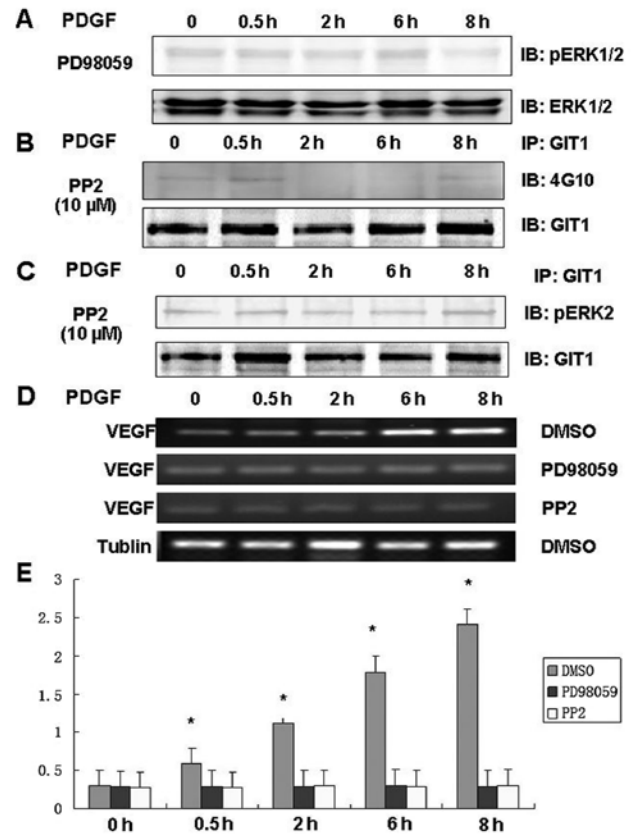 A PDGF 0 0.5h 2h 6h 8h
PD98059 IB: pERK1/2
IB: ERK1/2
B PDGF 0 0.5h 2h 6h 8h IP: GIT1
PP2 (10 µM) IB: 4G10
IB: GIT1
C PDGF 0 0.5h 2h 6h 8h IP: GIT1
PP2 (10 µM) IB: pERK2
IB: GIT1
D PDGF 0 0.5h 2h 6h 8h
VEGF DMSO
VEGF PD98059
VEGF PP2
Tublin DMSO
E
3
2.5
2
1.5
1
0.5
0
* * * *
0h 0.5h 2h 6h 8h
DMSO
PD98059
PP2